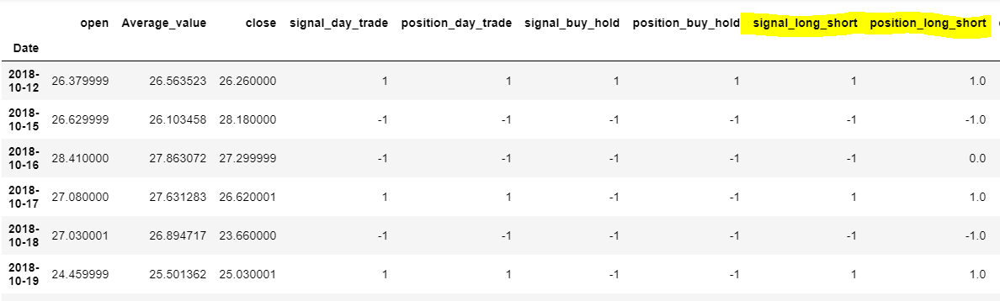 open Average_value close signal_day_trade position_day_trade signal_buy_hold position_buy_hold signal_long_short position_long_short
Date
2018-10-12 26.379999 26.563523 26.260000 1 1 1 1 1 1.0
2018-10-15 26.629999 26.103458 28.180000 -1 -1 -1 -1 -1 -1.0
2018-10-16 28.410000 27.863072 27.299999 -1 -1 -1 -1 -1 0.0
2018-10-17 27.080000 27.631283 26.620001 1 1 -1 -1 1 1.0
2018-10-18 27.030001 26.894717 23.660000 -1 -1 -1 -1 -1 -1.0
2018-10-19 24.459999 25.501362 25.030001 1 1 -1 -1 1 1.0